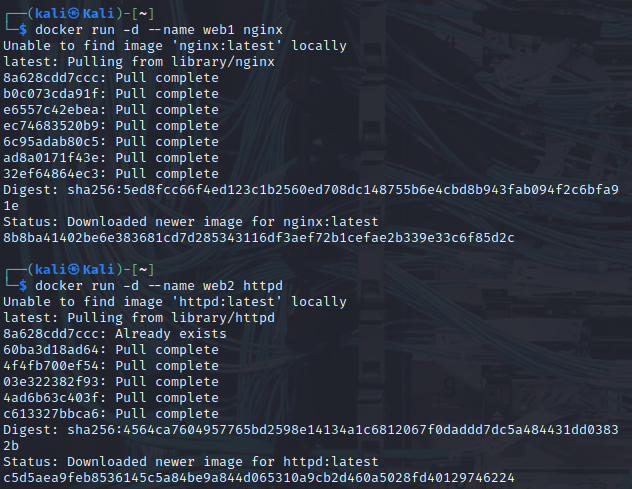 ┌──(kali㉿Kali)-[~]
└─$ docker run -d --name web1 nginx
Unable to find image 'nginx:latest' locally
latest: Pulling from library/nginx
8a628cdd7ccc: Pull complete
b0c073cda91f: Pull complete
e6557c42ebea: Pull complete
ec74683520b9: Pull complete
6c95adab80c5: Pull complete
ad8a0171f43e: Pull complete
32ef64864ec3: Pull complete
Digest: sha256:5ed8fcc66f4ed123c1b2560ed708dc148755b6e4cbd8b943fab094f2c6bfa9
1e
Status: Downloaded newer image for nginx:latest
8b8ba41402be6e383681cd7d285343116df3aef72b1cefae2b339e33c6f85d2c
┌──(kali㉿Kali)-[~]
└─$ docker run -d --name web2 httpd
Unable to find image 'httpd:latest' locally
latest: Pulling from library/httpd
8a628cdd7ccc: Already exists
60ba3d18ad64: Pull complete
4f4fb700ef54: Pull complete
03e322382f93: Pull complete
4ad6b63c403f: Pull complete
c613327bbca6: Pull complete
Digest: sha256:4564ca7604957765bd2598e14134a1c6812067f0daddd7dc5a484431dd0383
2b
Status: Downloaded newer image for httpd:latest
c5d5aea9feb8536145c5a84be9a844d065310a9cb2d460a5028fd40129746224